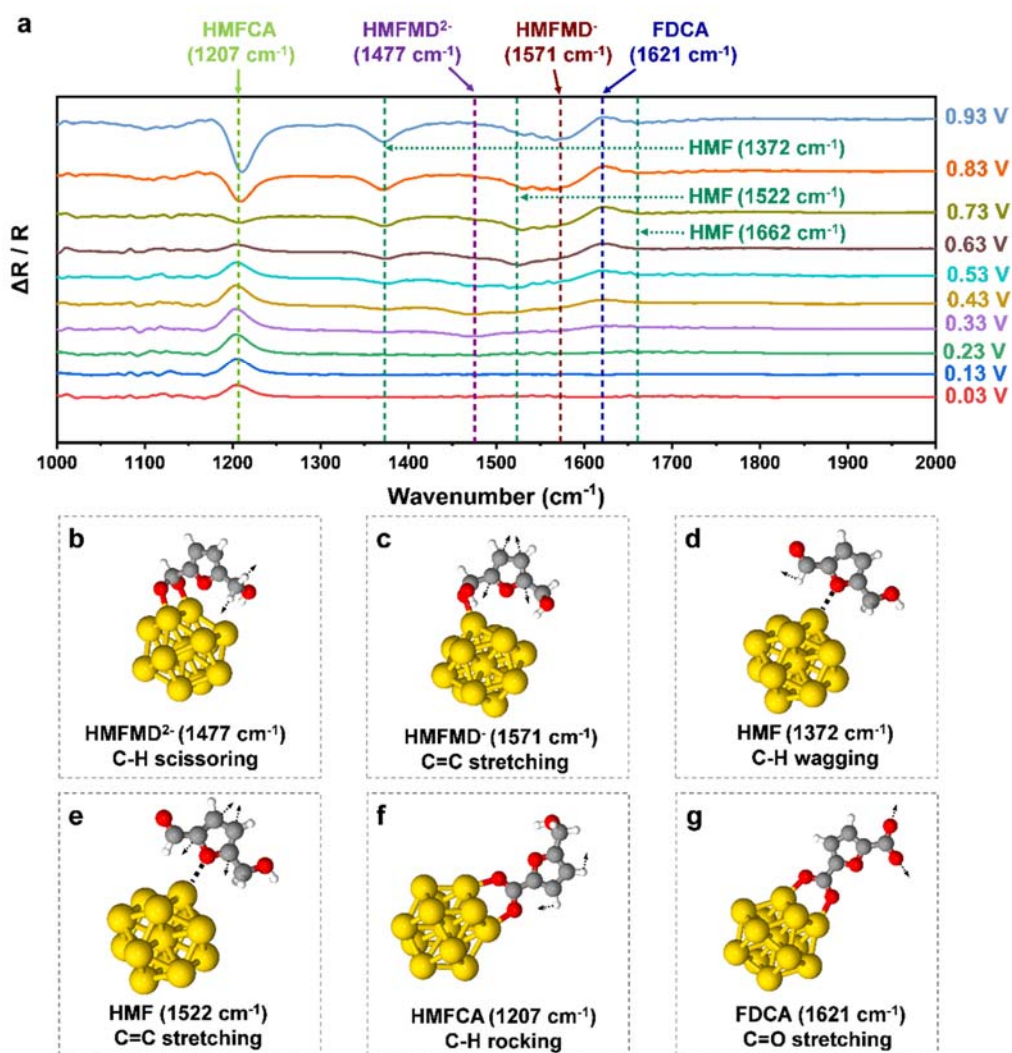 a
HMFCA
(1207 cm⁻¹)
HMFMD²⁻
(1477 cm⁻¹)
HMFMD⁻
(1571 cm⁻¹)
FDCA
(1621 cm⁻¹)
ΔR / R
0.93 V
HMF (1372 cm⁻¹)
0.83 V
HMF (1522 cm⁻¹)
0.73 V
HMF (1662 cm⁻¹)
0.63 V
0.53 V
0.43 V
0.33 V
0.23 V
0.13 V
0.03 V
1000 1100 1200 1300 1400 1500 1600 1700 1800 1900 2000
Wavenumber (cm⁻¹)
b
HMFMD²⁻ (1477 cm⁻¹)
C-H scissoring
c
HMFMD⁻ (1571 cm⁻¹)
C=C stretching
d
HMF (1372 cm⁻¹)
C-H wagging
e
HMF (1522 cm⁻¹)
C=C stretching
f
HMFCA (1207 cm⁻¹)
C-H rocking
g
FDCA (1621 cm⁻¹)
C=O stretching